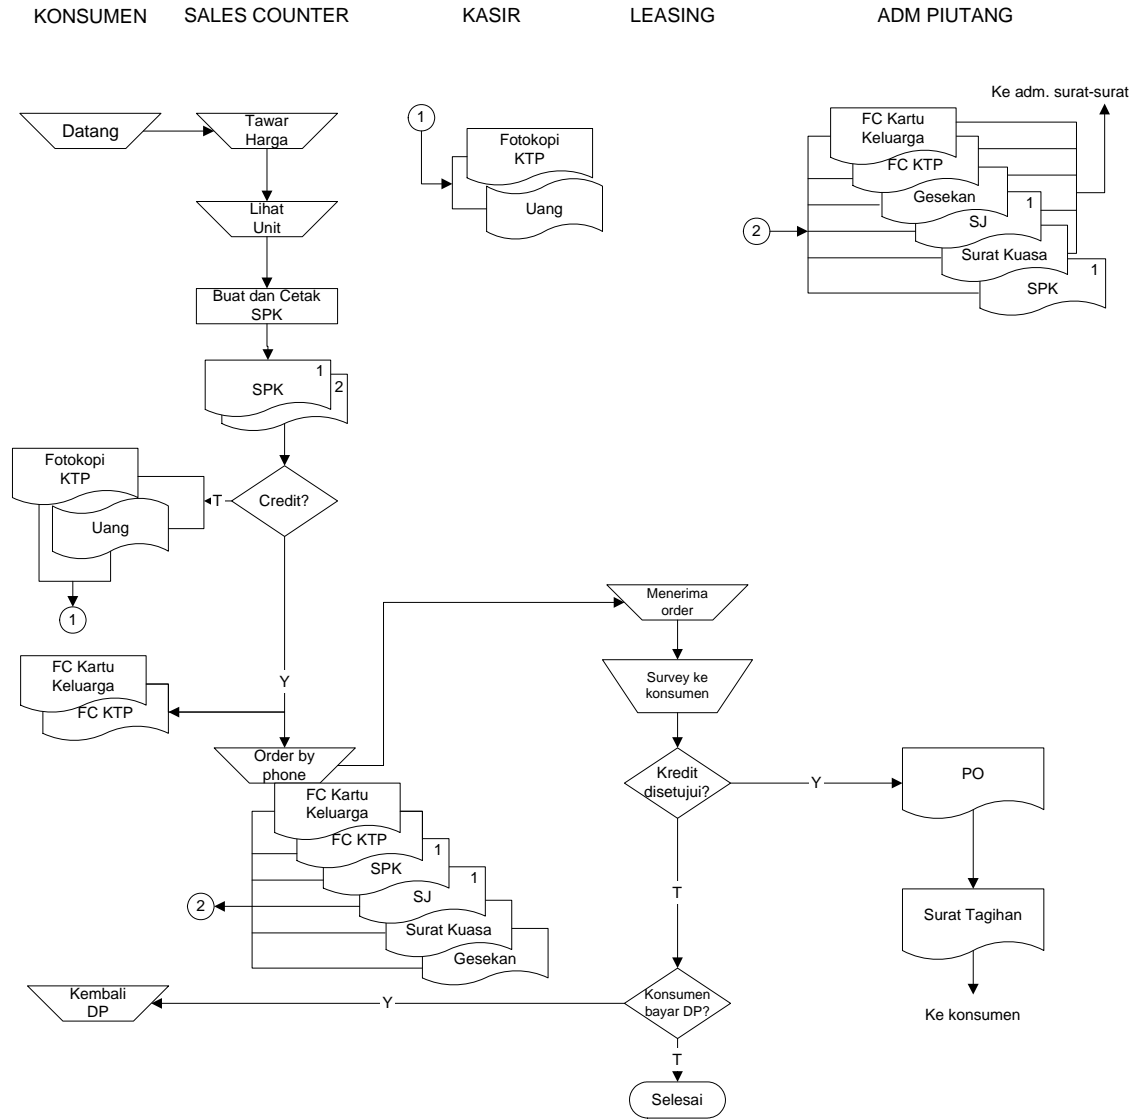 KONSUMEN
SALES COUNTER
KASIR
LEASING
ADM PIUTANG
Datang
Tawar
Harga
Lihat
Unit
Buat dan Cetak
SPK
SPK
1
2
Credit?
T
Y
Fotokopi
KTP
Uang
1
FC Kartu
Keluarga
FC KTP
Order by
phone
FC Kartu
Keluarga
FC KTP
SPK
1
SJ
1
Surat Kuasa
Gesekan
2
Kembali
DP
1
Fotokopi
KTP
Uang
Menerima
order
Survey ke
konsumen
Kredit
disetujui?
Y
T
Konsumen
bayar DP?
Y
T
Selesai
Ke adm. surat-surat
FC Kartu
Keluarga
FC KTP
Gesekan
SJ
1
Surat Kuasa
SPK
1
2
PO
Surat Tagihan
Ke konsumen